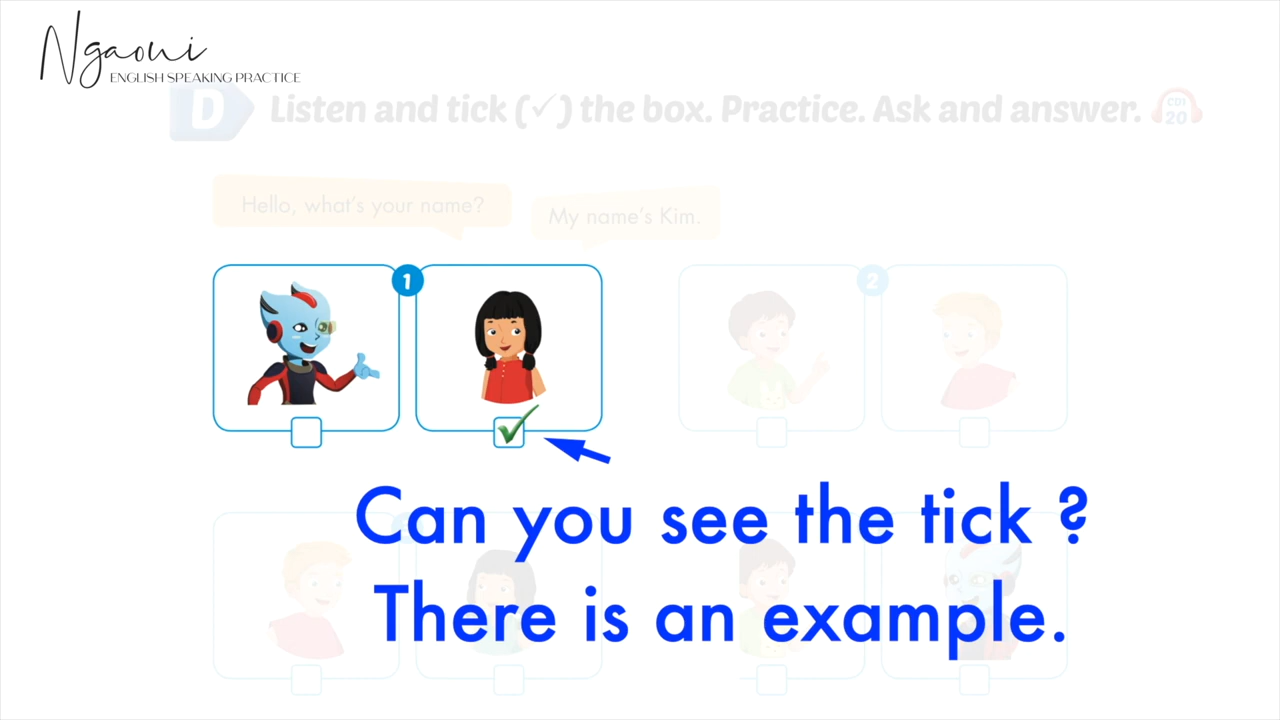 Ngaoni
ENGLISH SPEAKING PRACTICE
D Listen and tick (✓) the box. Practice. Ask and answer. CD1
20
Hello, what's your name?
My name's Kim.
1
2
Can you see the tick ?
There is an example.